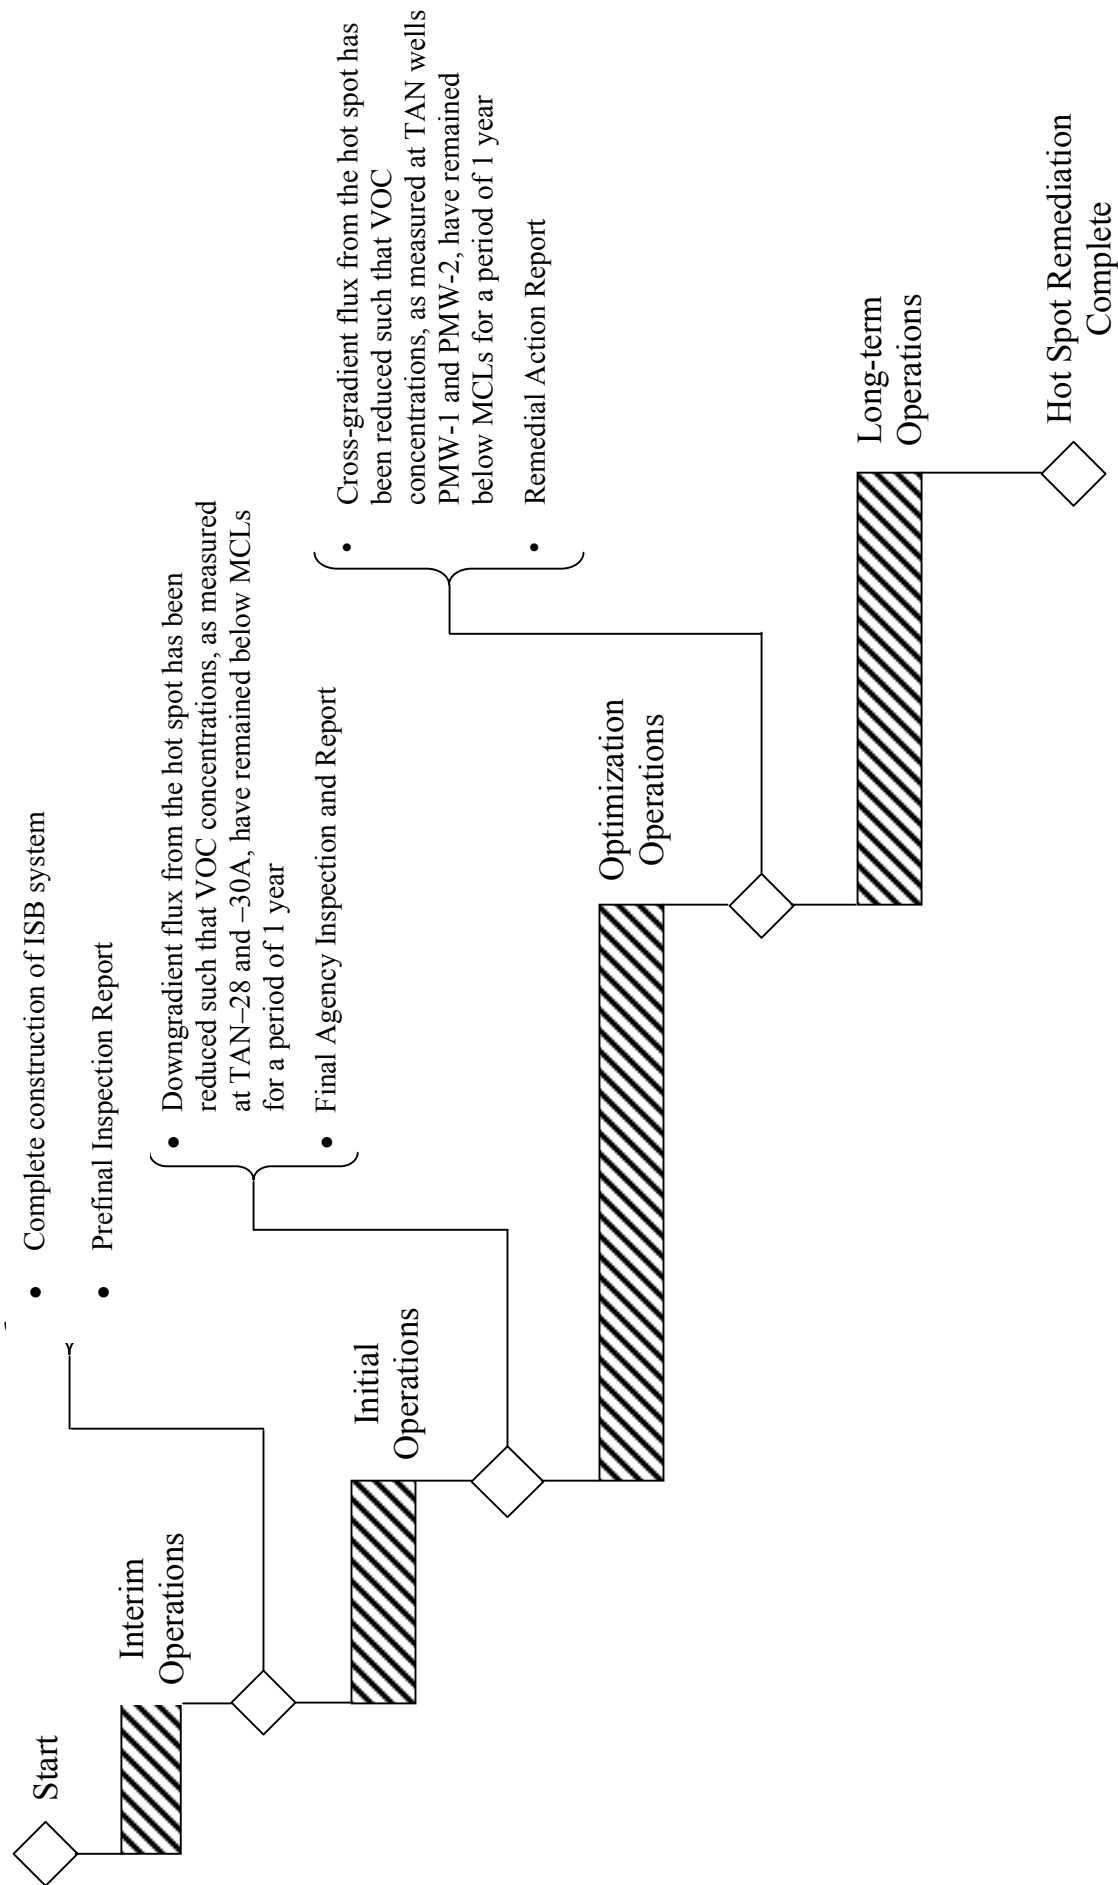 Start
Interim
Operations
• Complete construction of ISB system
• Prefinal Inspection Report
Initial
Operations
• Downgradient flux from the hot spot has been
reduced such that VOC concentrations, as measured
at TAN–28 and –30A, have remained below MCLs
for a period of 1 year
• Final Agency Inspection and Report
Optimization
Operations
• Cross-gradient flux from the hot spot has
been reduced such that VOC
concentrations, as measured at TAN wells
PMW-1 and PMW-2, have remained
below MCLs for a period of 1 year
• Remedial Action Report
Long-term
Operations
Hot Spot Remediation
Complete